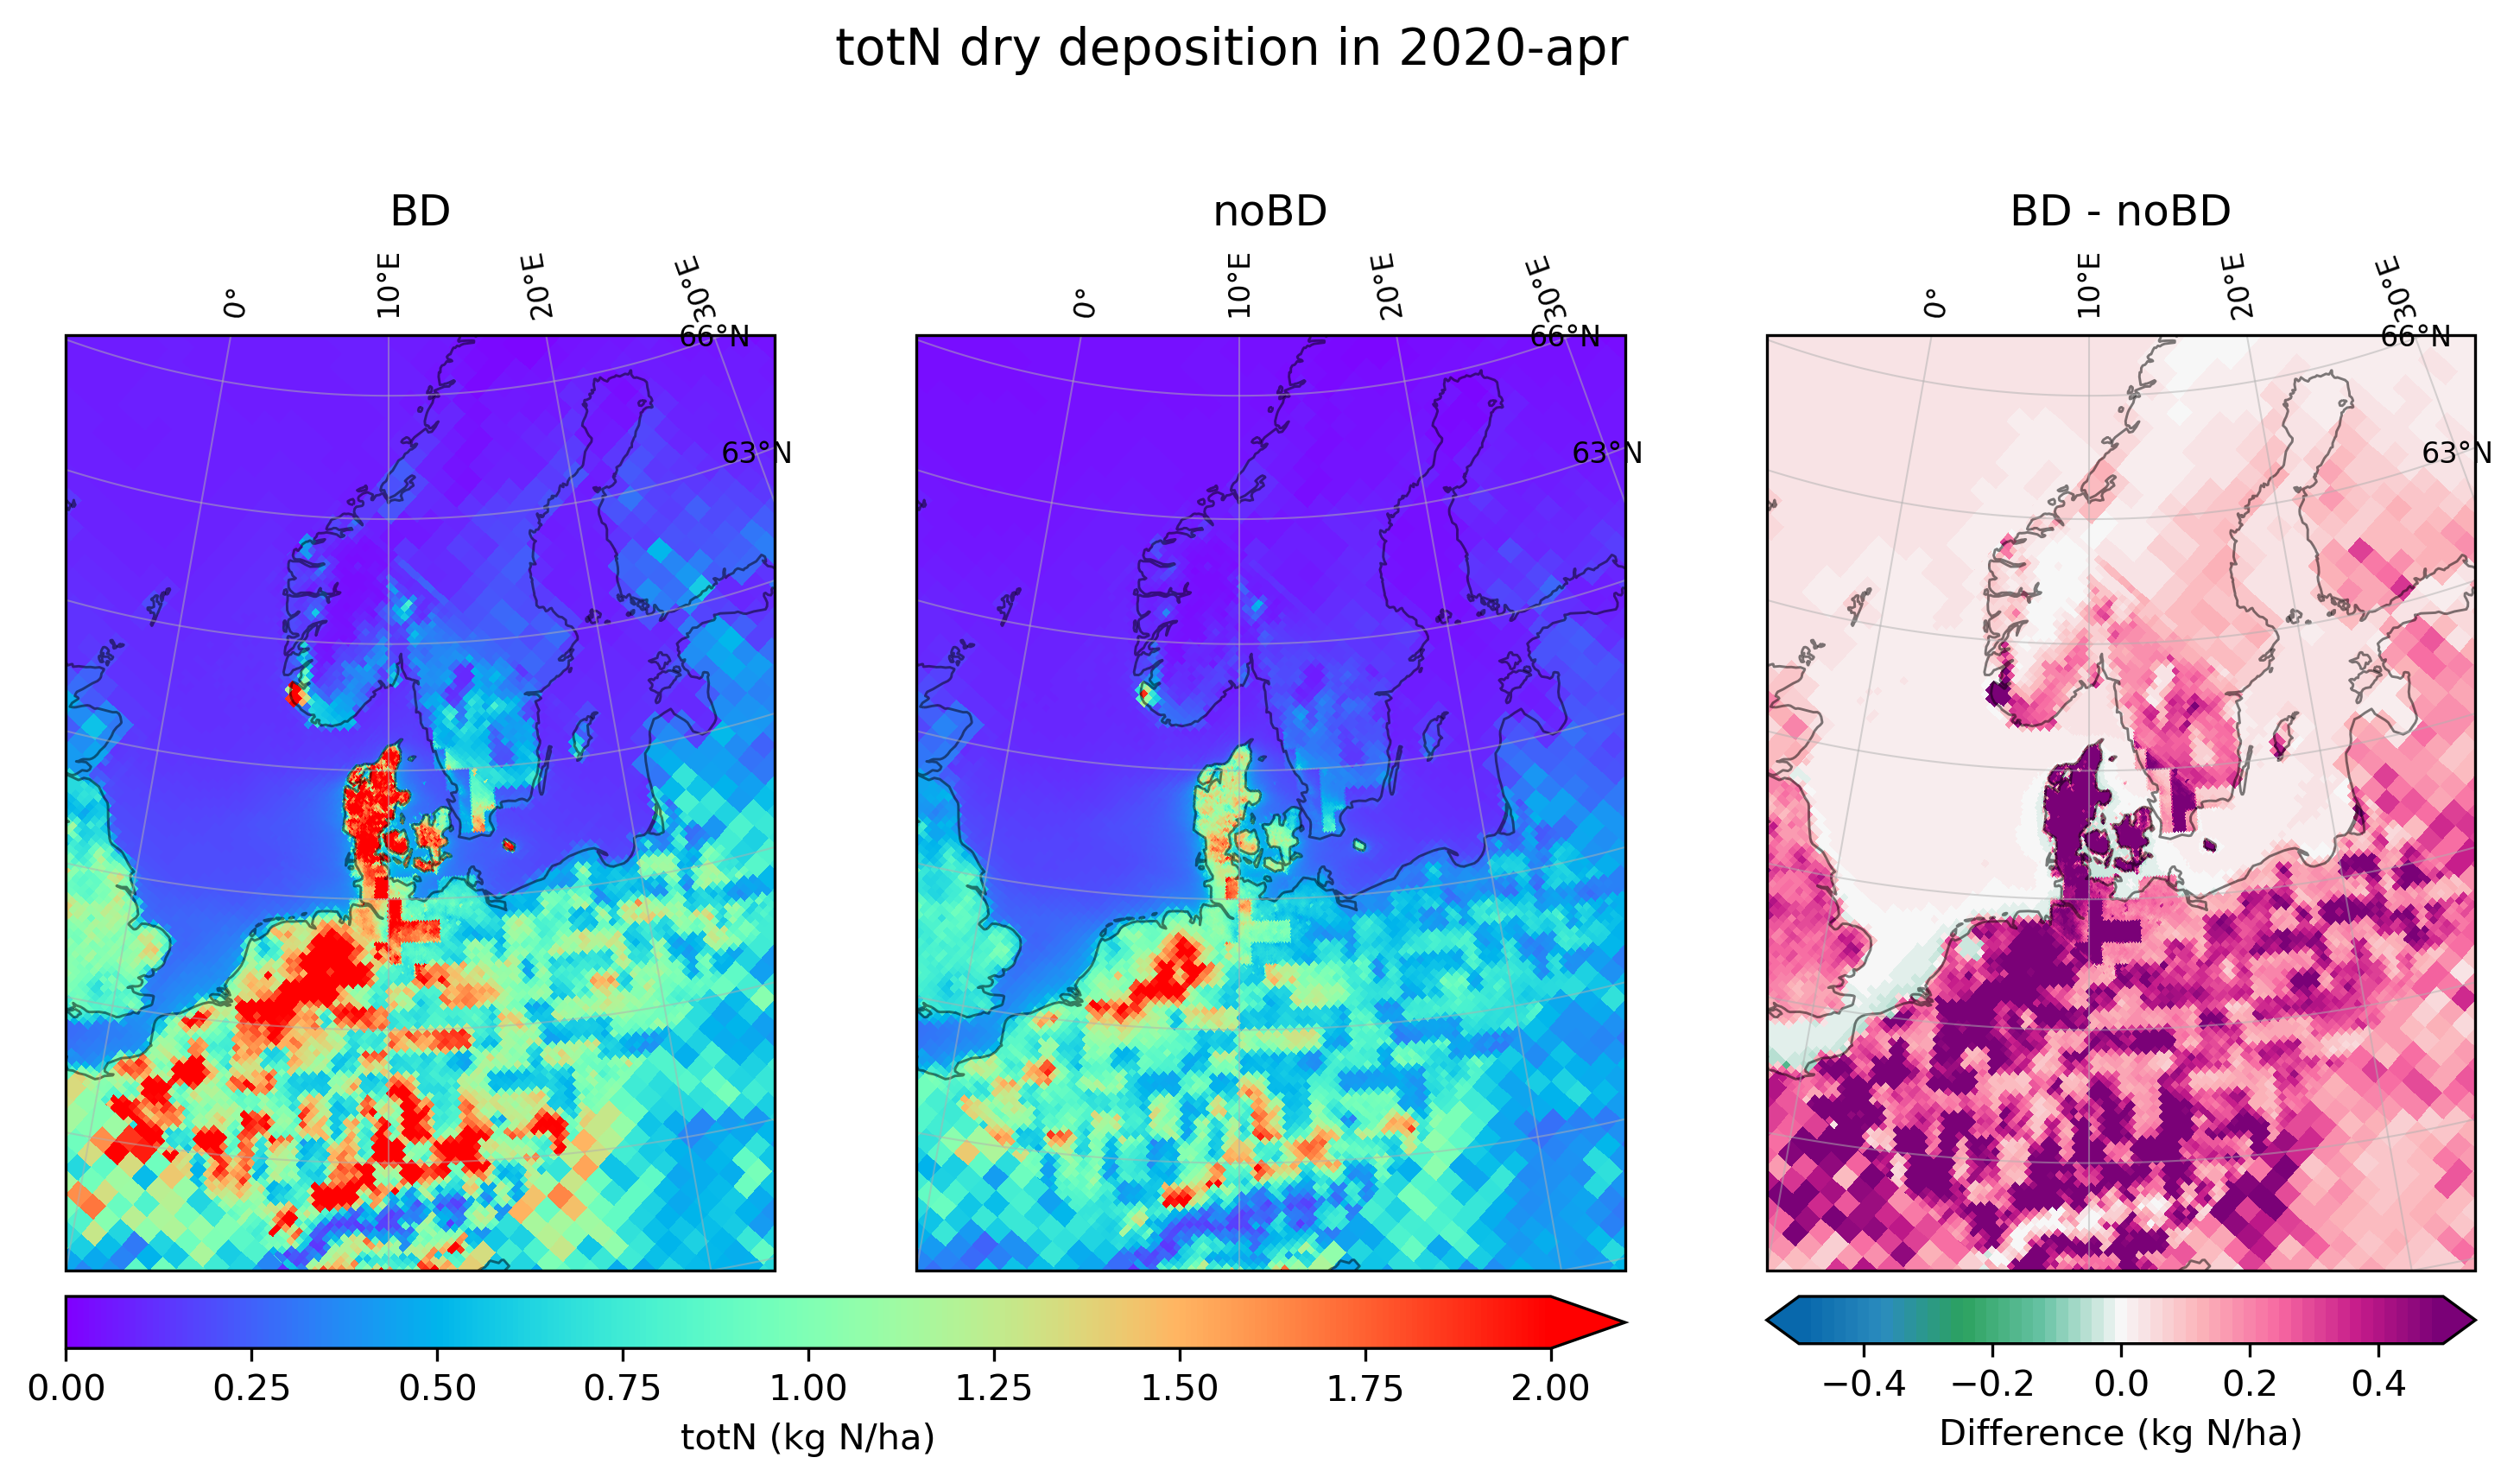 totN dry deposition in 2020-apr
BD
noBD
BD - noBD
0° 10°E 20°E 30°E
0° 10°E 20°E 30°E
0° 10°E 20°E 30°E
66°N 66°N 66°N
63°N 63°N 63°N
0.00 0.25 0.50 0.75 1.00 1.25 1.50 1.75 2.00
totN (kg N/ha)
−0.4 −0.2 0.0 0.2 0.4
Difference (kg N/ha)